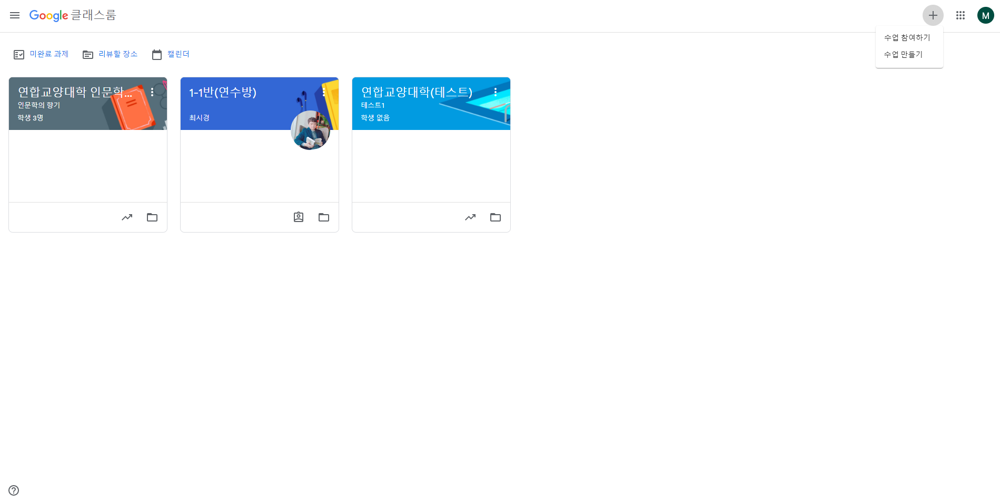 Google 클래스룸
M
수업 참여하기
수업 만들기
미완료 과제
리뷰할 장소
캘린더
연합교양대학 인문학...
인문학의 향기
학생 3명
1-1반(연수방)
최시경
연합교양대학(테스트)
테스트1
학생 없음